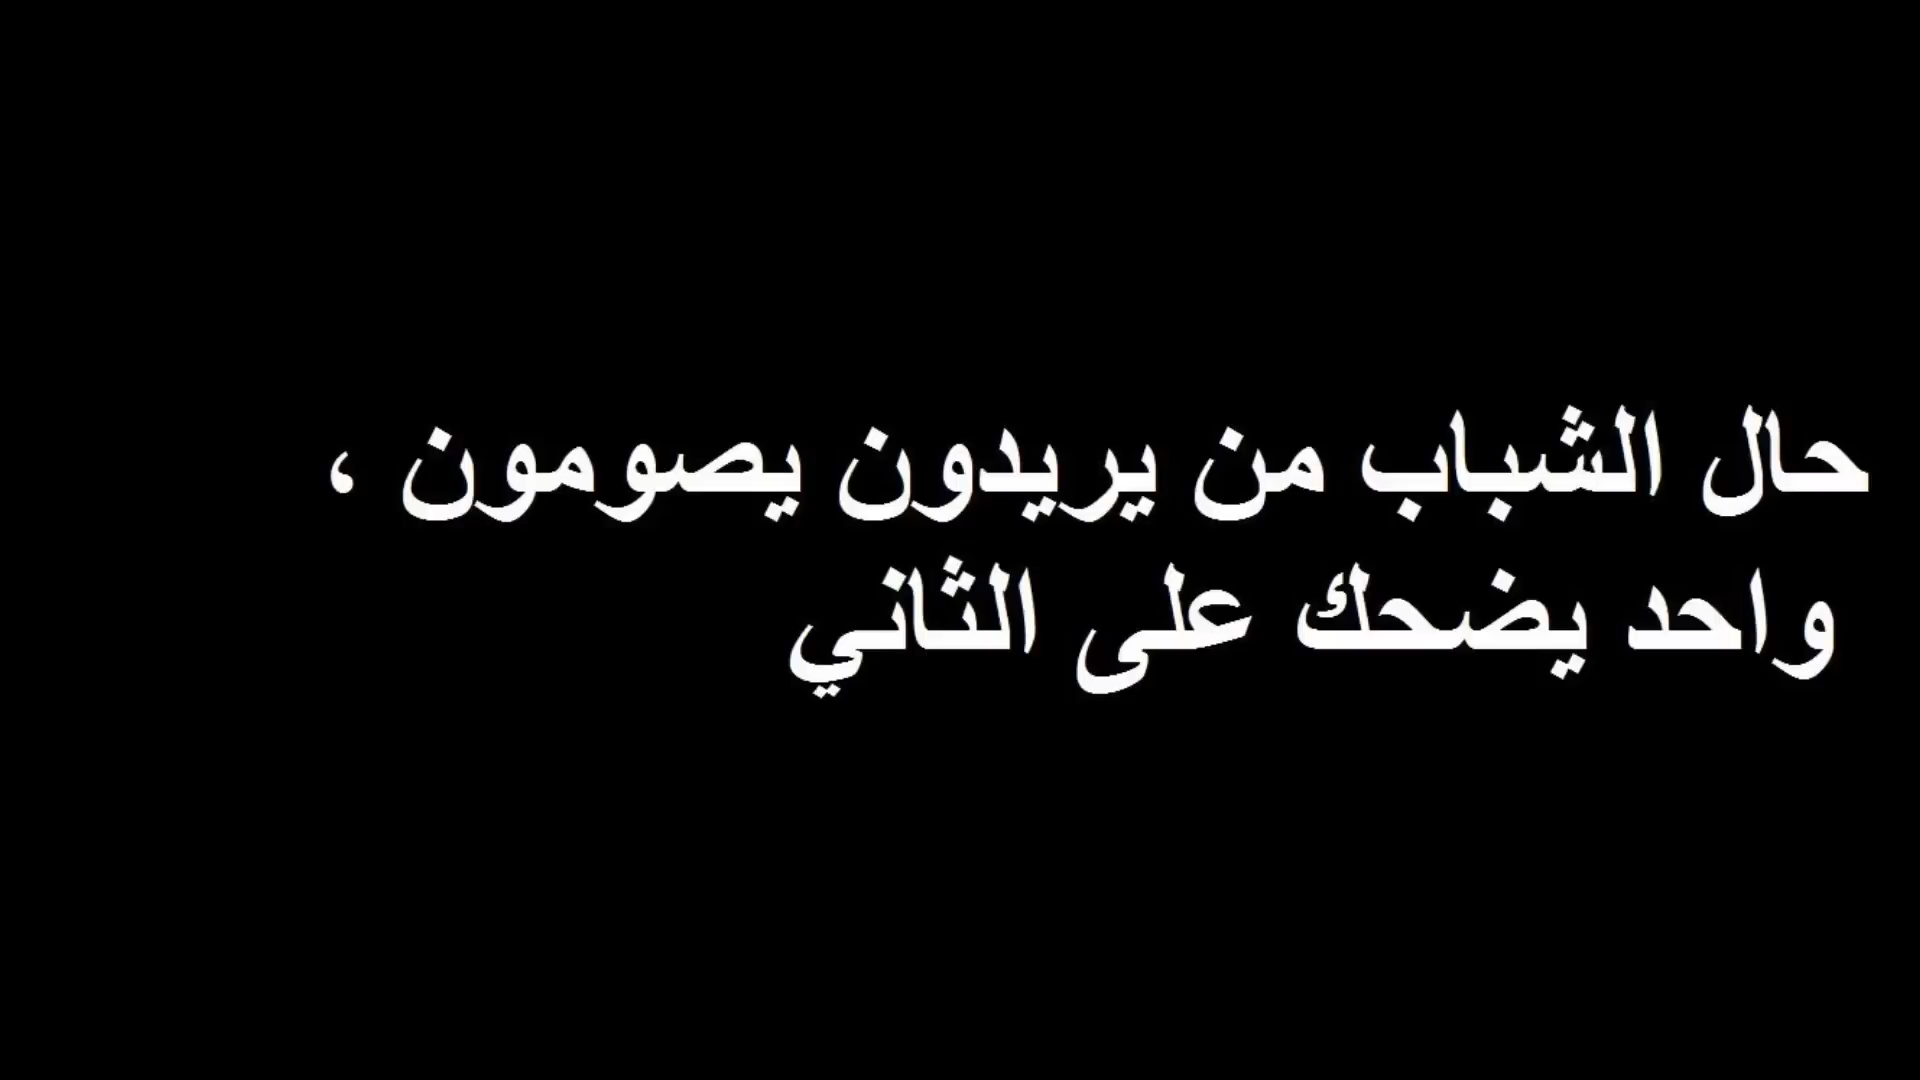 حال الشباب من يريدون يصومون ،
واحد يضحك على الثاني